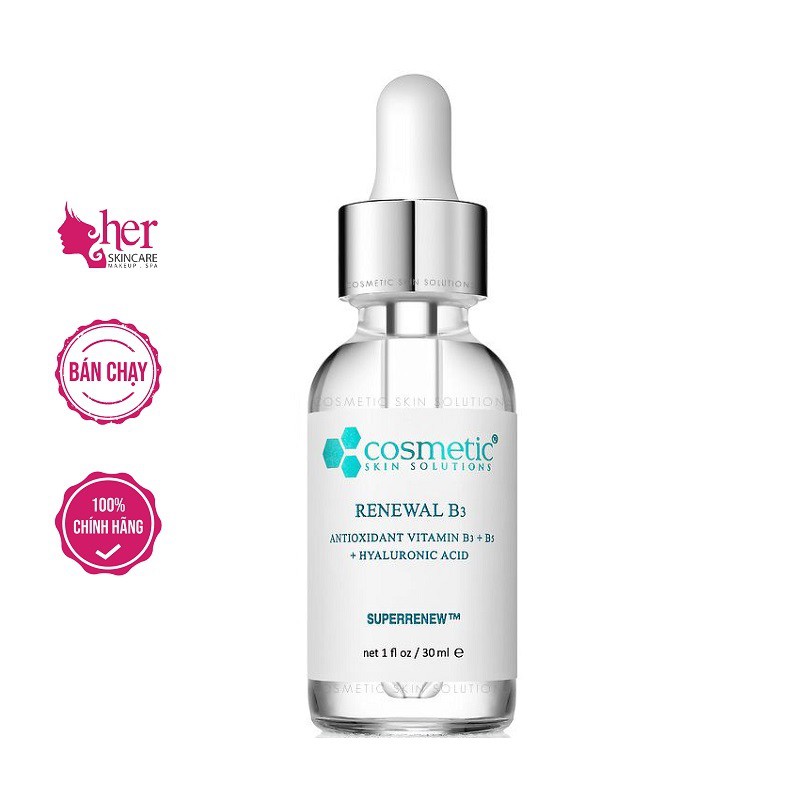 her
SKINCARE
MAKEUP . SPA
BÁN CHẠY
100%
CHÍNH HÃNG
COSMETIC SKIN SOLUTIONS
COSMETIC SKIN SOLUTIONS
cosmetic®
SKIN SOLUTIONS
RENEWAL B3
ANTIOXIDANT VITAMIN B3 + B5
+ HYALURONIC ACID
SUPERRENEW™
net 1 fl oz / 30 ml ℮
COSMETIC SKIN SOLUTIONS